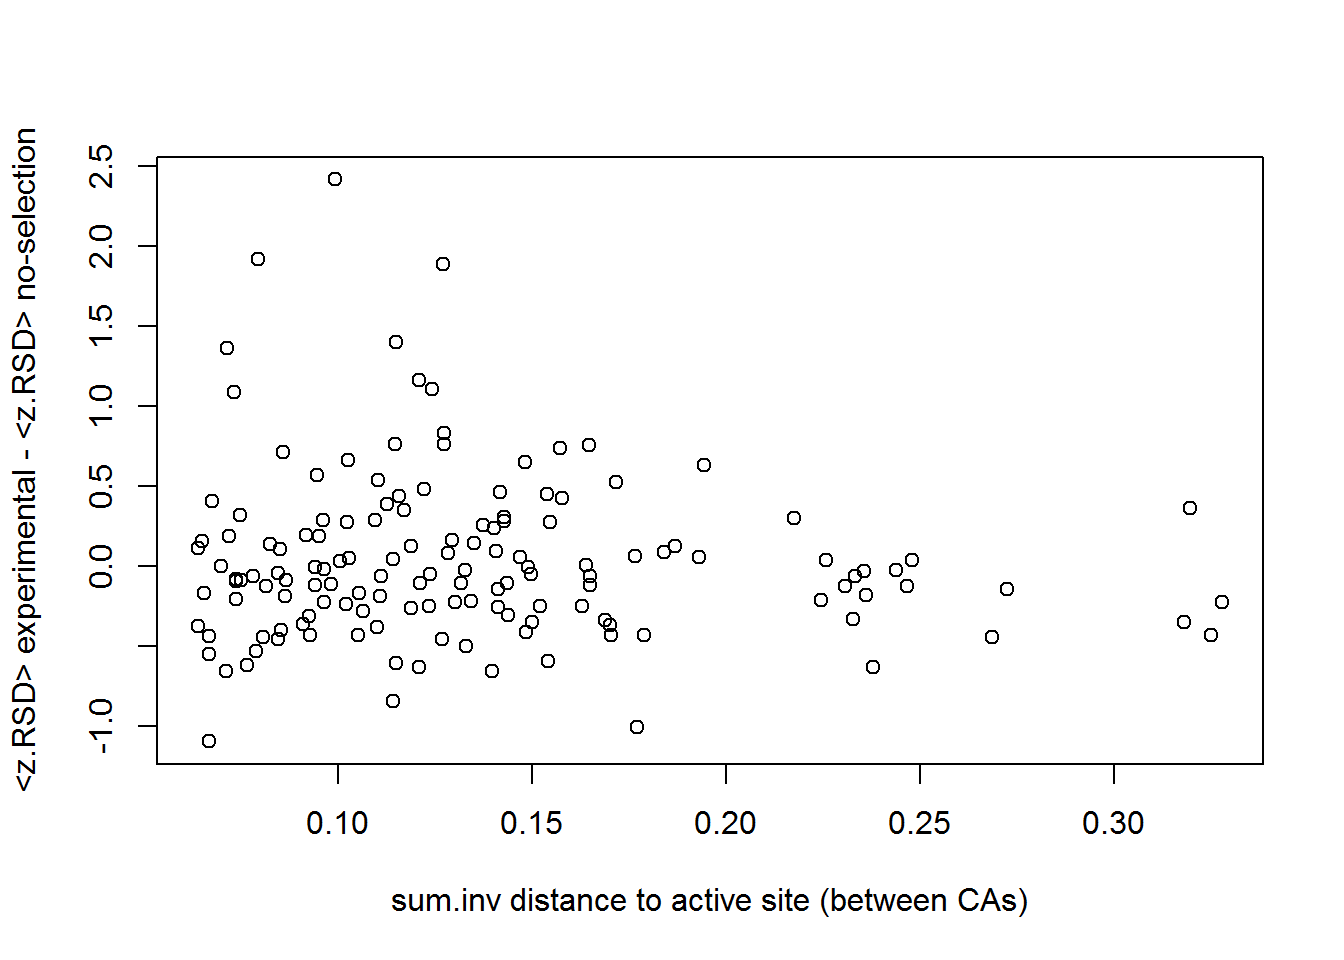 <z.RSD> experimental - <z.RSD> no-selection
2.5
2.0
1.5
1.0
0.5
0.0
-1.0
0.10 0.15 0.20 0.25 0.30
sum.inv distance to active site (between CAs)